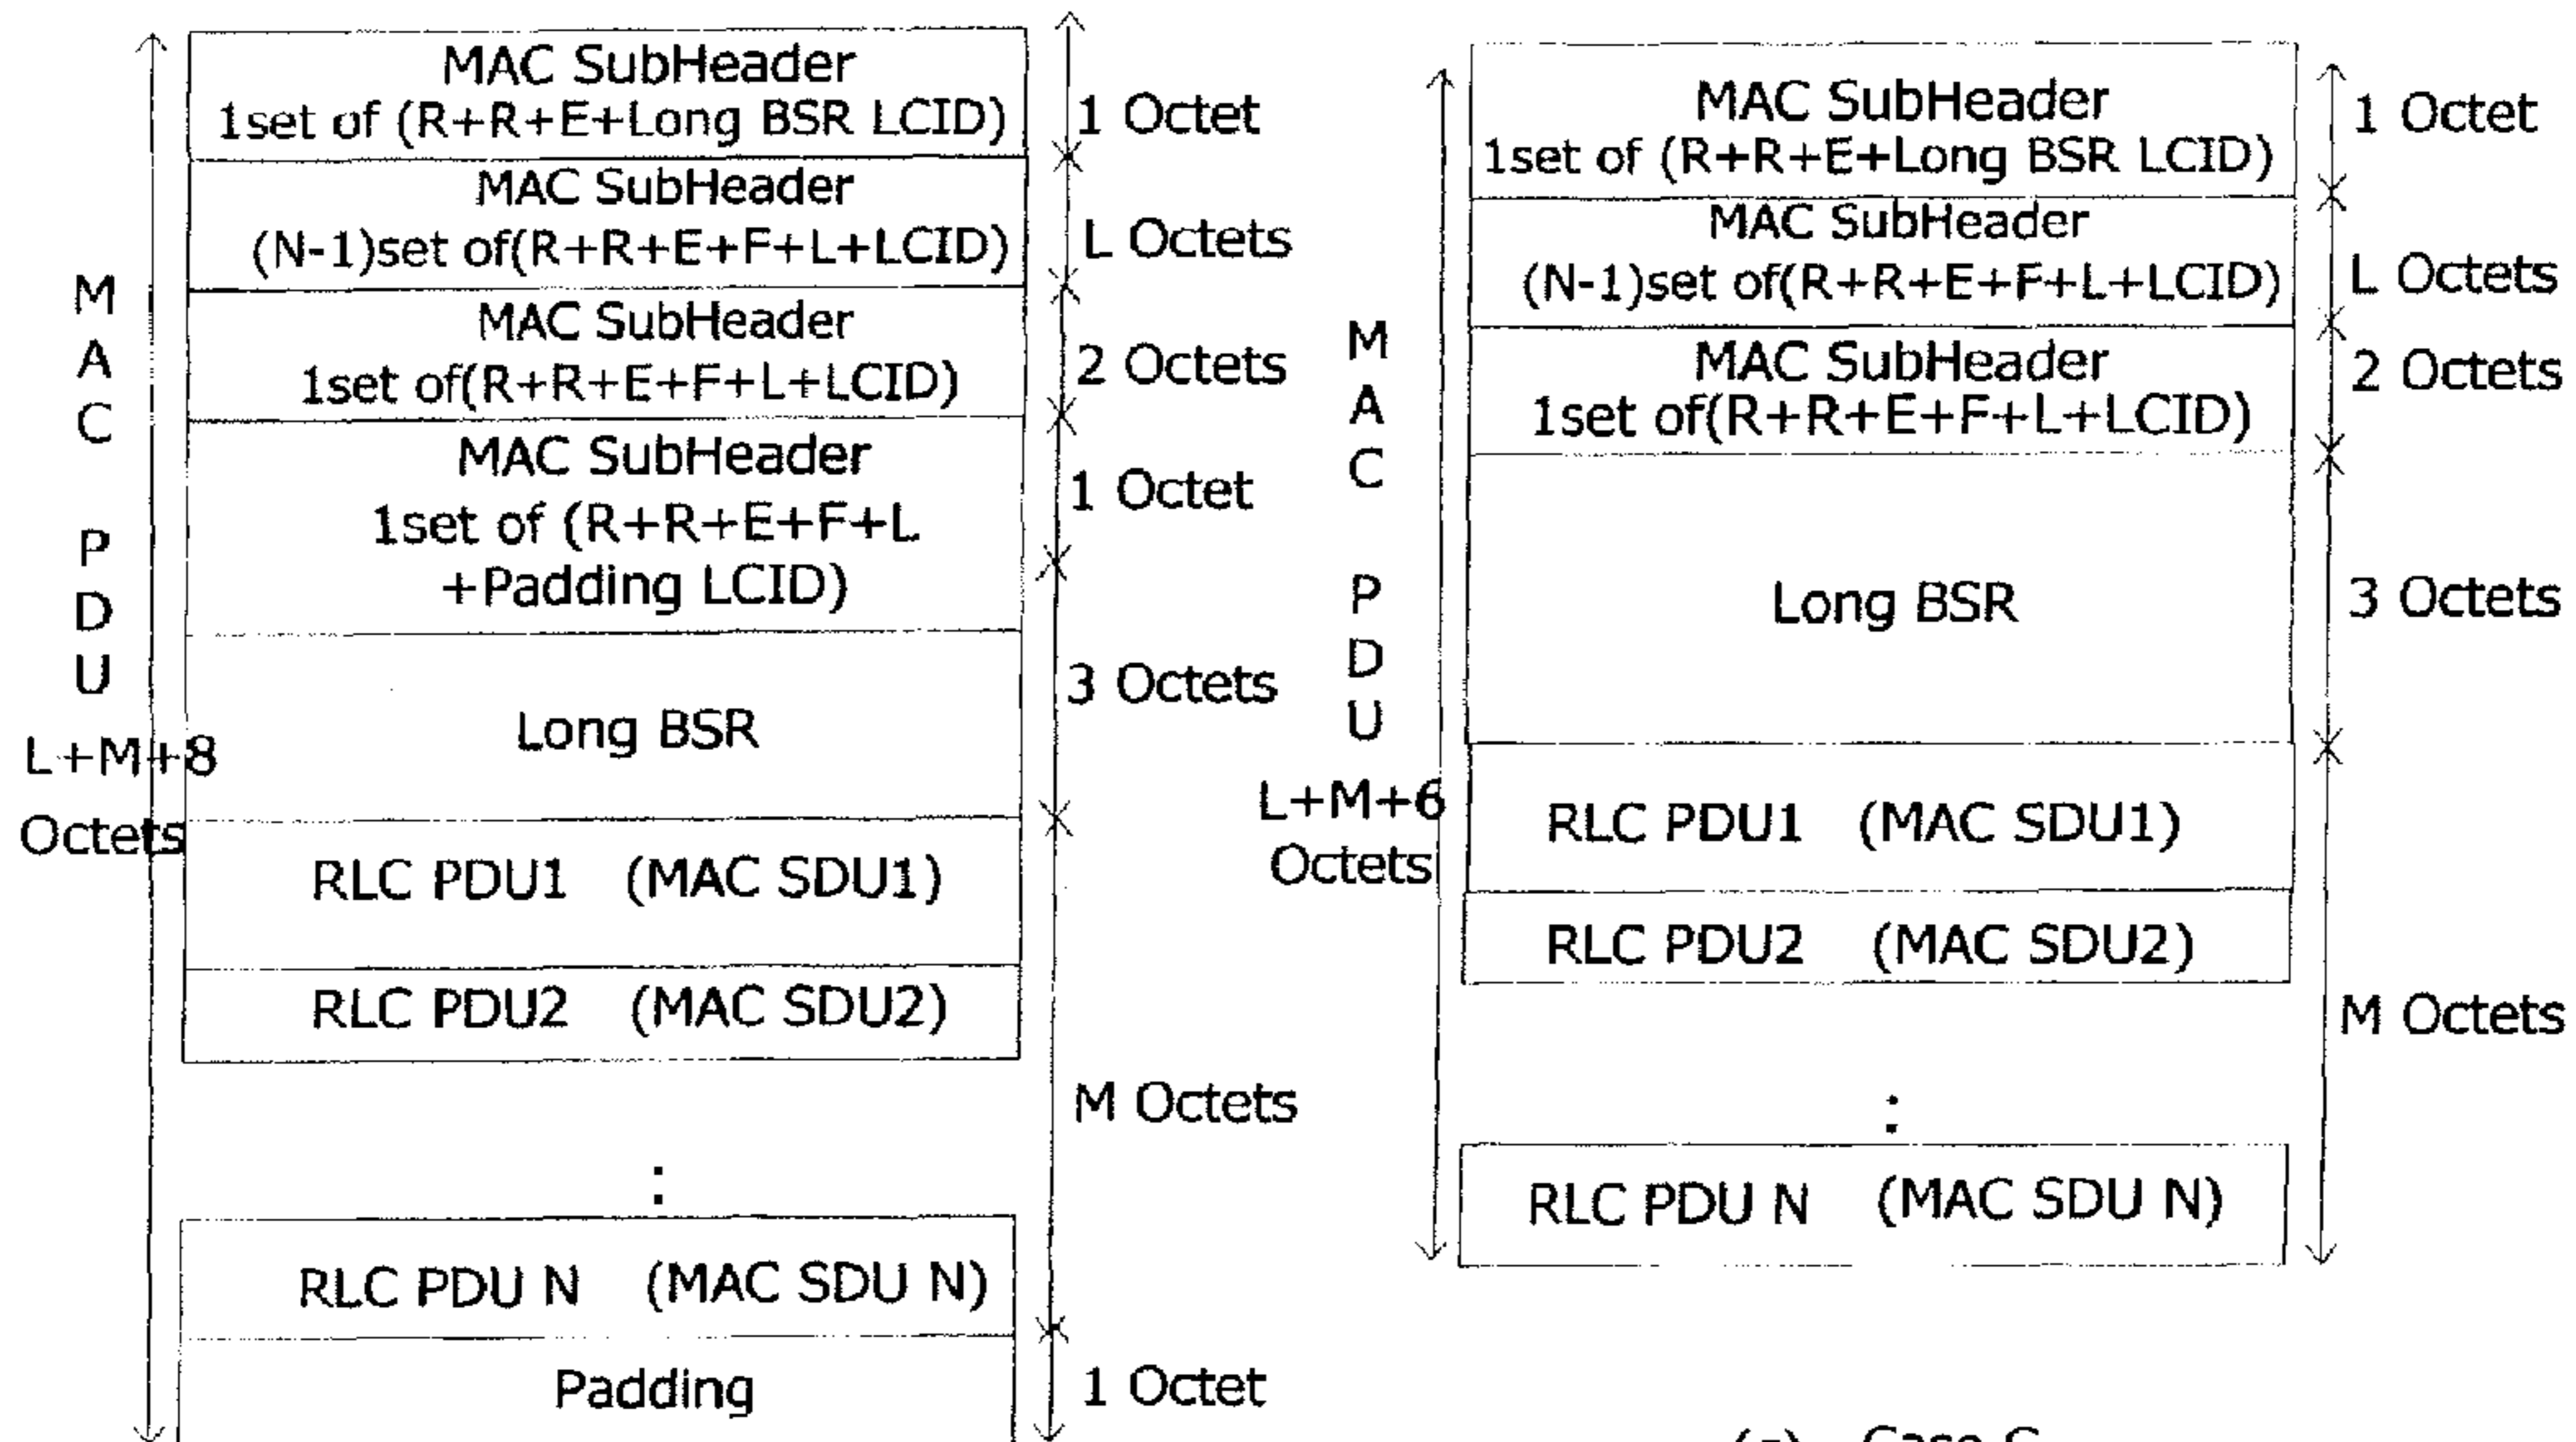 MAC SubHeader
1set of (R+R+E+Long BSR LCID)
1 Octet
MAC SubHeader
(N-1)set of(R+R+E+F+L+LCID)
L Octets
MAC SubHeader
1set of(R+R+E+F+L+LCID)
2 Octets
MAC SubHeader
1set of (R+R+E+F+L
+Padding LCID)
1 Octet
Long BSR
3 Octets
RLC PDU1 (MAC SDU1)
RLC PDU2 (MAC SDU2)
:
M Octets
RLC PDU N (MAC SDU N)
Padding
1 Octet
MAC PDU
L+M+8
Octets
MAC SubHeader
1set of (R+R+E+Long BSR LCID)
1 Octet
MAC SubHeader
(N-1)set of(R+R+E+F+L+LCID)
L Octets
MAC SubHeader
1set of(R+R+E+F+L+LCID)
2 Octets
Long BSR
3 Octets
RLC PDU1 (MAC SDU1)
RLC PDU2 (MAC SDU2)
:
M Octets
RLC PDU N (MAC SDU N)
MAC PDU
L+M+6
Octets